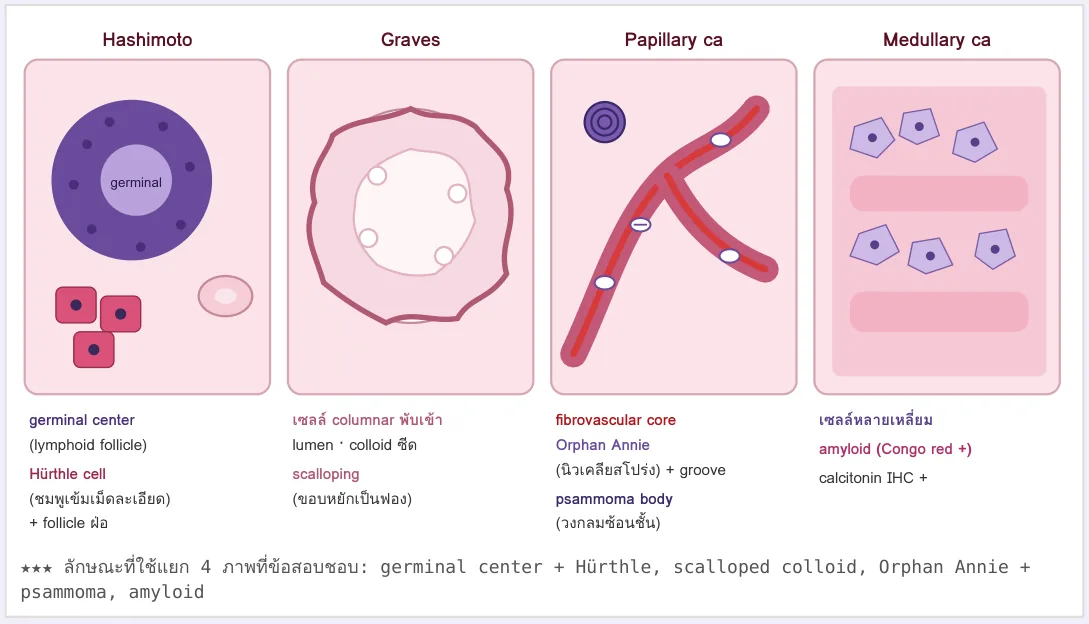 Hashimoto
Graves
Papillary ca
Medullary ca
germinal
germinal center
(lymphoid follicle)
Hürthle cell
(ชมพูเข้มเม็ดละเอียด)
+ follicle ฝ่อ
เซลล์ columnar พับเข้า
lumen · colloid ซีด
scalloping
(ขอบหยักเป็นฟอง)
fibrovascular core
Orphan Annie
(นิวเคลียสโปร่ง) + groove
psammoma body
(วงกลมซ้อนชั้น)
เซลล์หลายเหลี่ยม
amyloid (Congo red +)
calcitonin IHC +
★★★ ลักษณะที่ใช้แยก 4 ภาพที่ข้อสอบชอบ: germinal center + Hürthle, scalloped colloid, Orphan Annie +
psammoma, amyloid